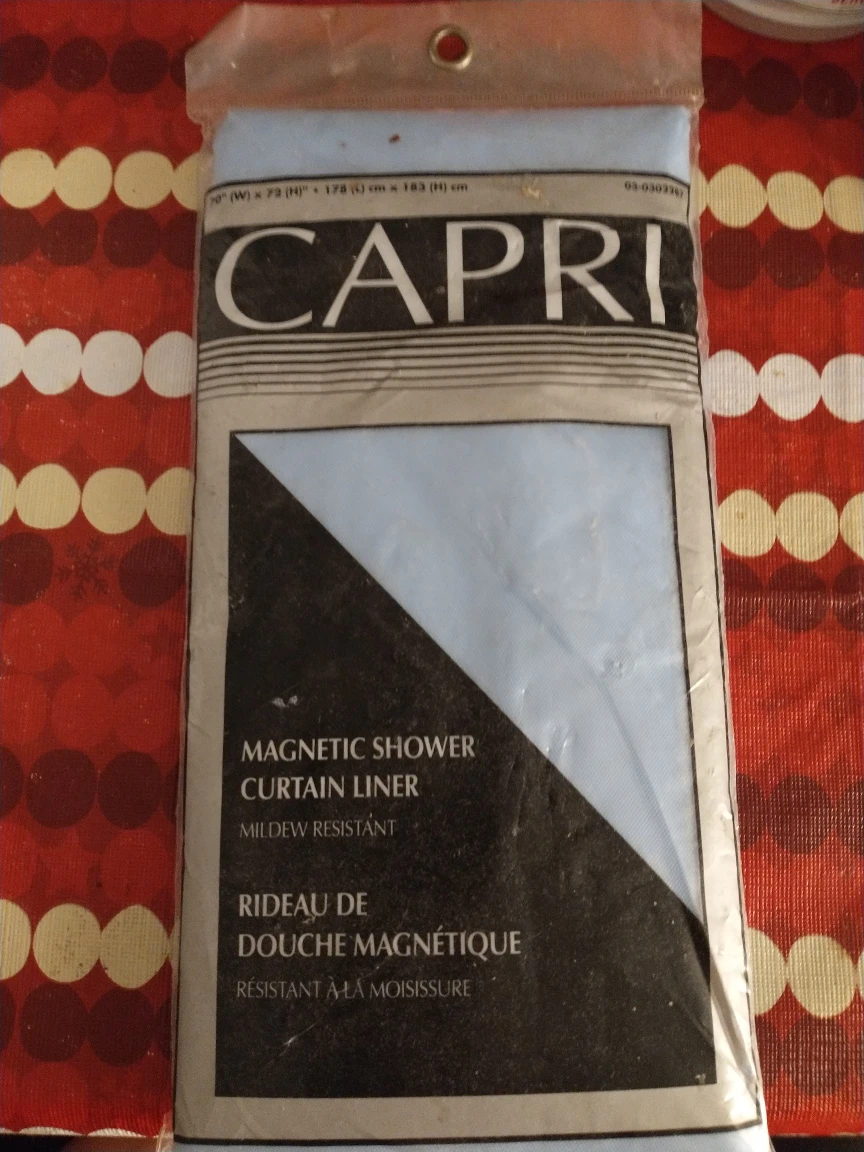 70" (W) x 72 (H)" • 178 (L) cm x 183 (H) cm
CAPRI
MAGNETIC SHOWER
CURTAIN LINER
MILDEW RESISTANT
RIDEAU DE
DOUCHE MAGNÉTIQUE
RÉSISTANT À LA MOISISSURE